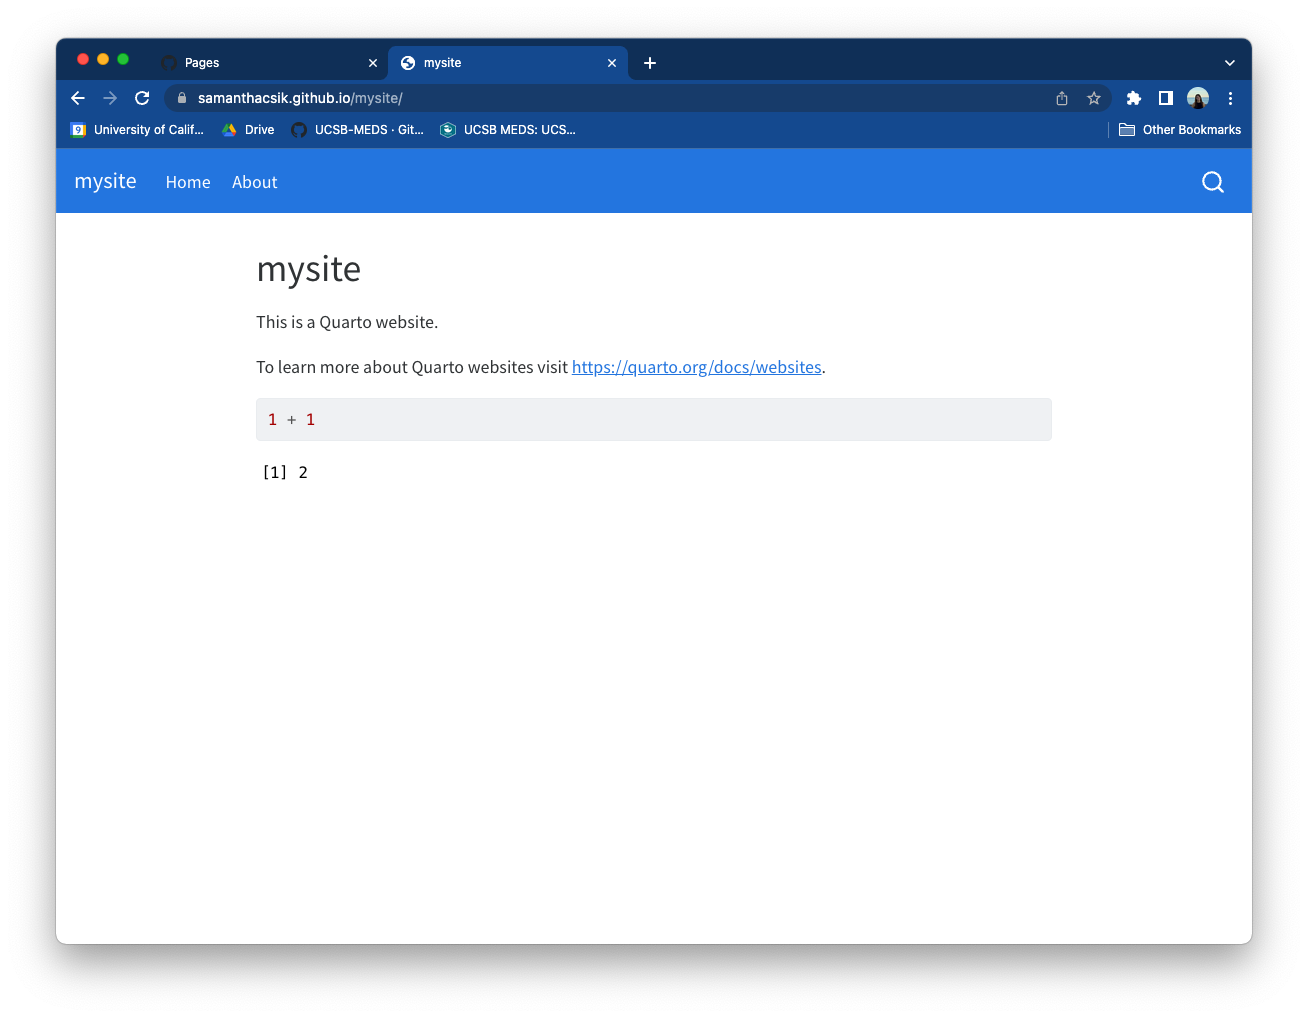 Pages
mysite
samanthacsik.github.io/mysite/
9 University of Calif...
Drive
UCSB-MEDS · Git...
UCSB MEDS: UCS...
Other Bookmarks
mysite Home About
mysite
This is a Quarto website.
To learn more about Quarto websites visit https://quarto.org/docs/websites.
1 + 1
[1] 2